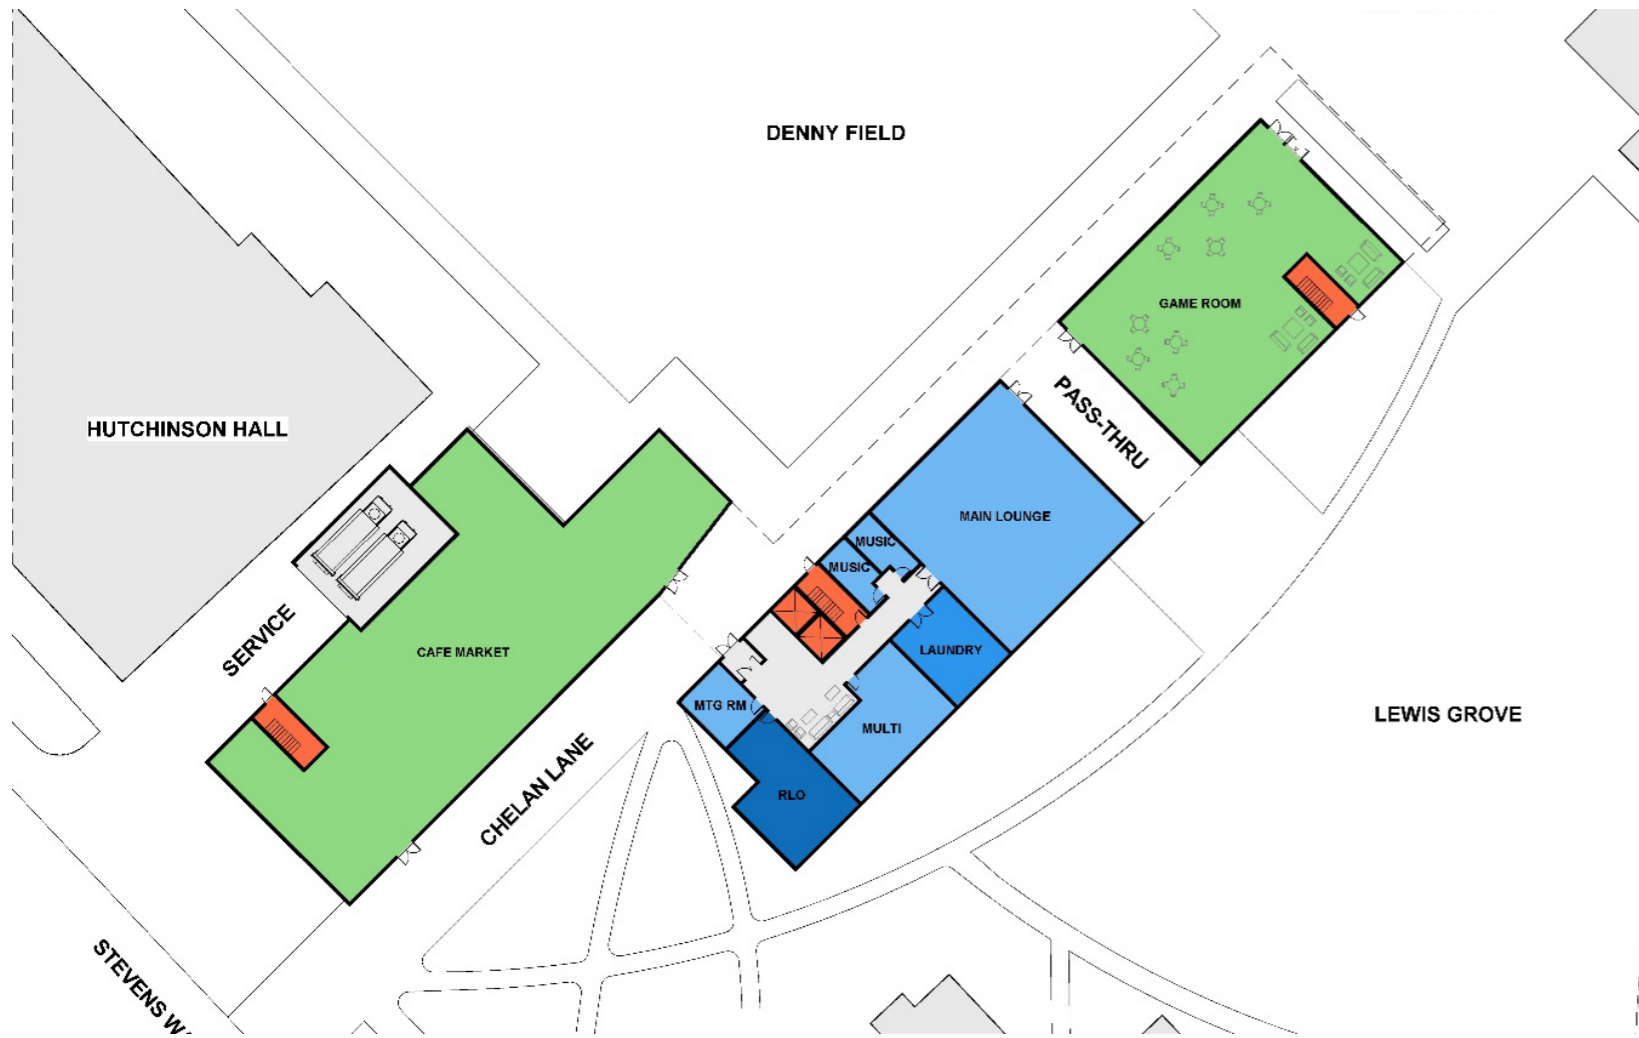 DENNY FIELD
GAME ROOM
PASS-THRU
HUTCHINSON HALL
MAIN LOUNGE
MUSIC
MUSIC
SERVICE
CAFE MARKET
LAUNDRY
MTG RM
MULTI
LEWIS GROVE
CHELAN LANE
RLO
STEVENS